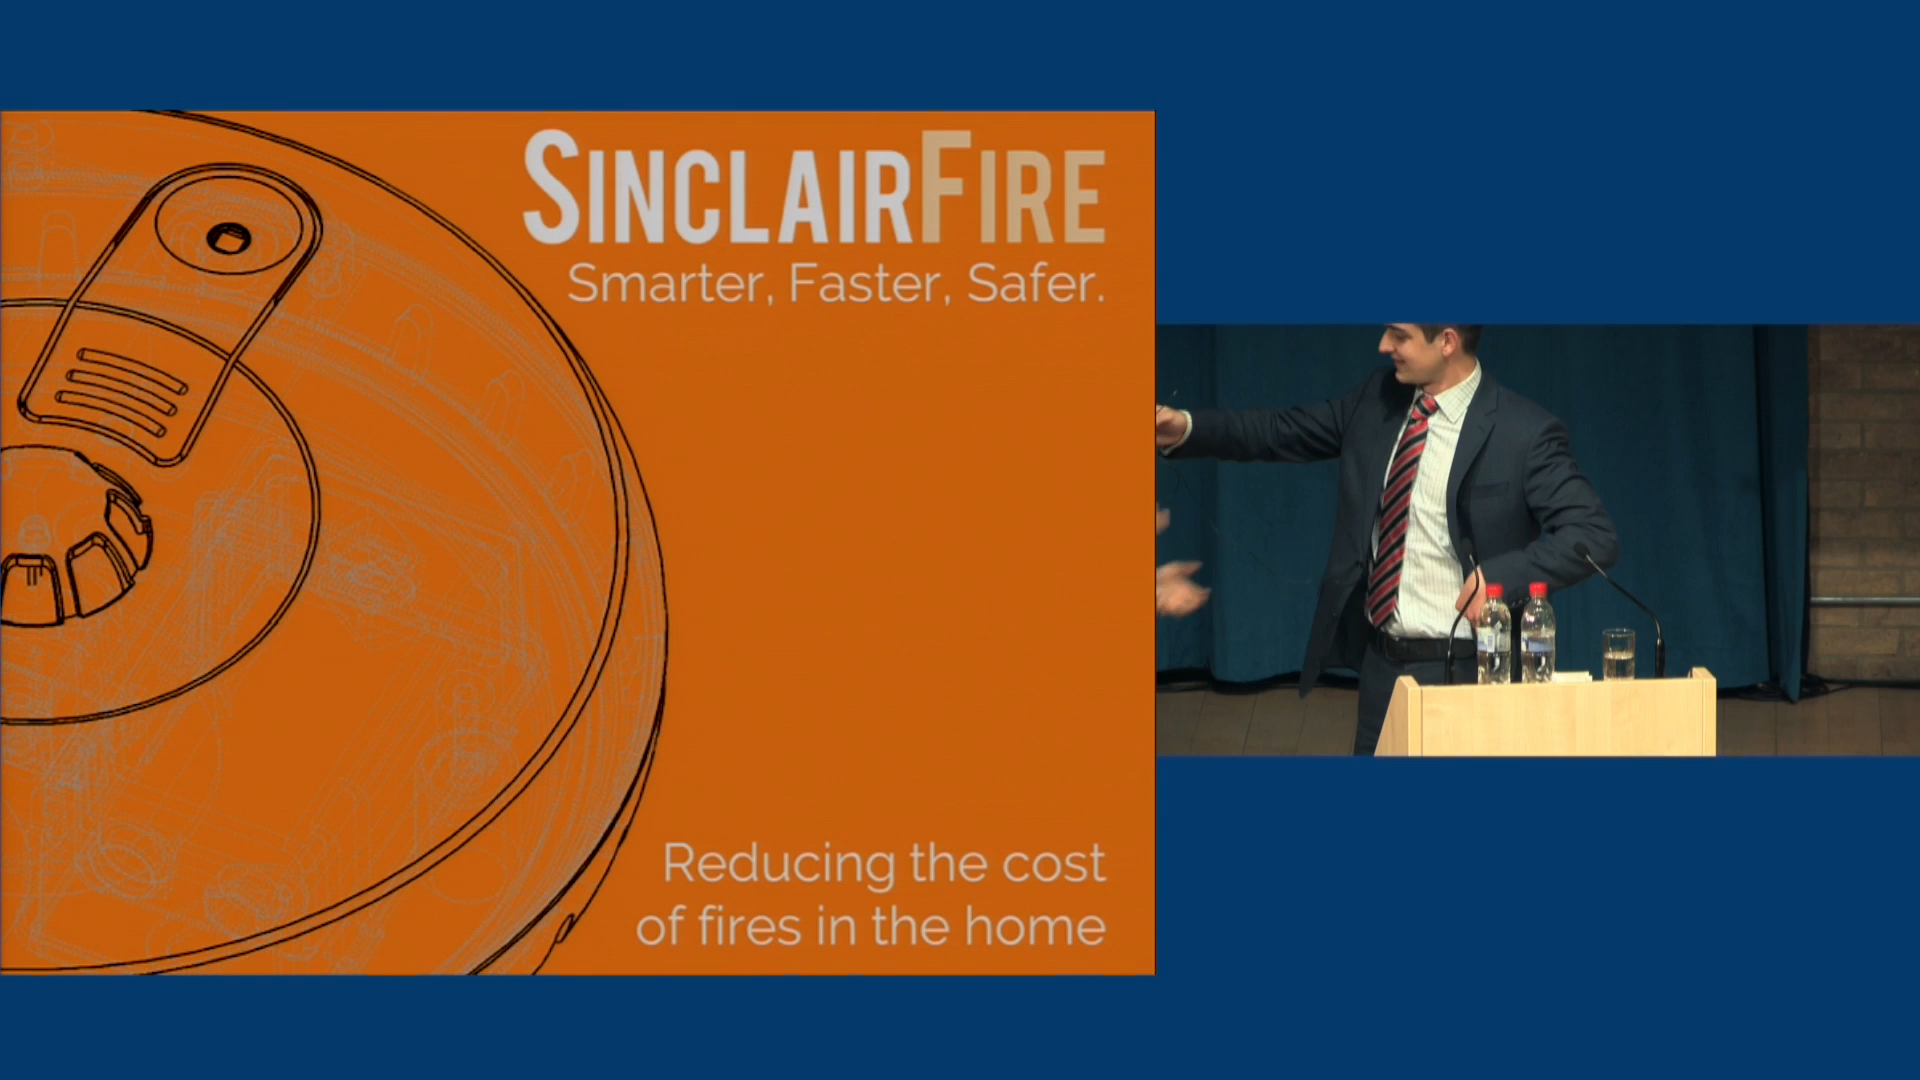 SINCLAIRFIRE
Smarter, Faster, Safer.
Reducing the cost
of fires in the home